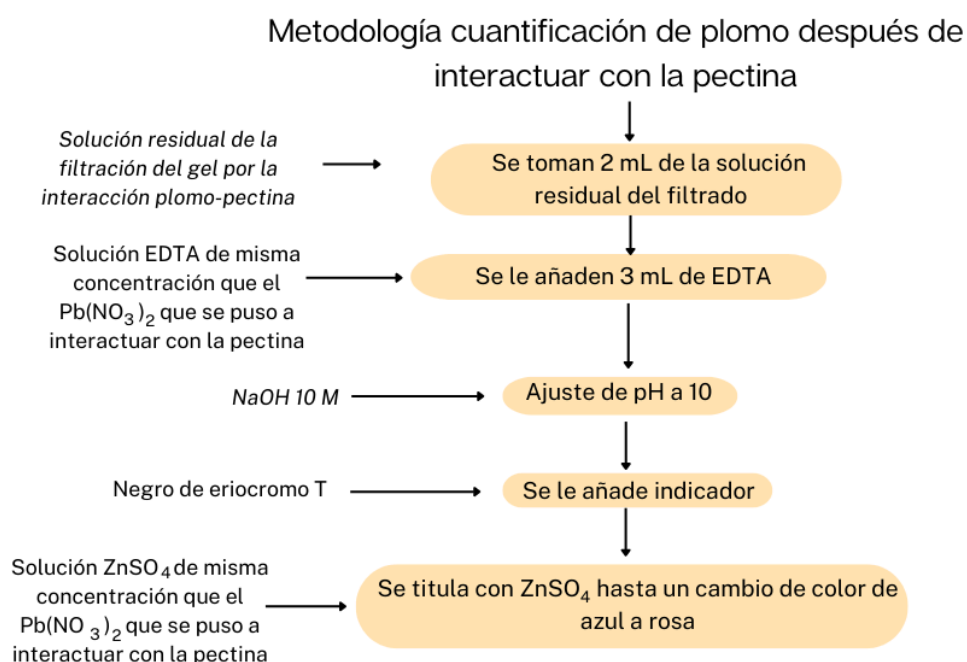 Metodología cuantificación de plomo después de
interactuar con la pectina
Solución residual de la
filtración del gel por la
interacción plomo-pectina
Se toman 2 mL de la solución
residual del filtrado
Solución EDTA de misma
concentración que el
Pb(NO₃)₂ que se puso a
interactuar con la pectina
Se le añaden 3 mL de EDTA
NaOH 10 M
Ajuste de pH a 10
Negro de eriocromo T
Se le añade indicador
Solución ZnSO₄ de misma
concentración que el
Pb(NO ₃)₂ que se puso a
interactuar con la pectina
Se titula con ZnSO₄ hasta un cambio de color de
azul a rosa